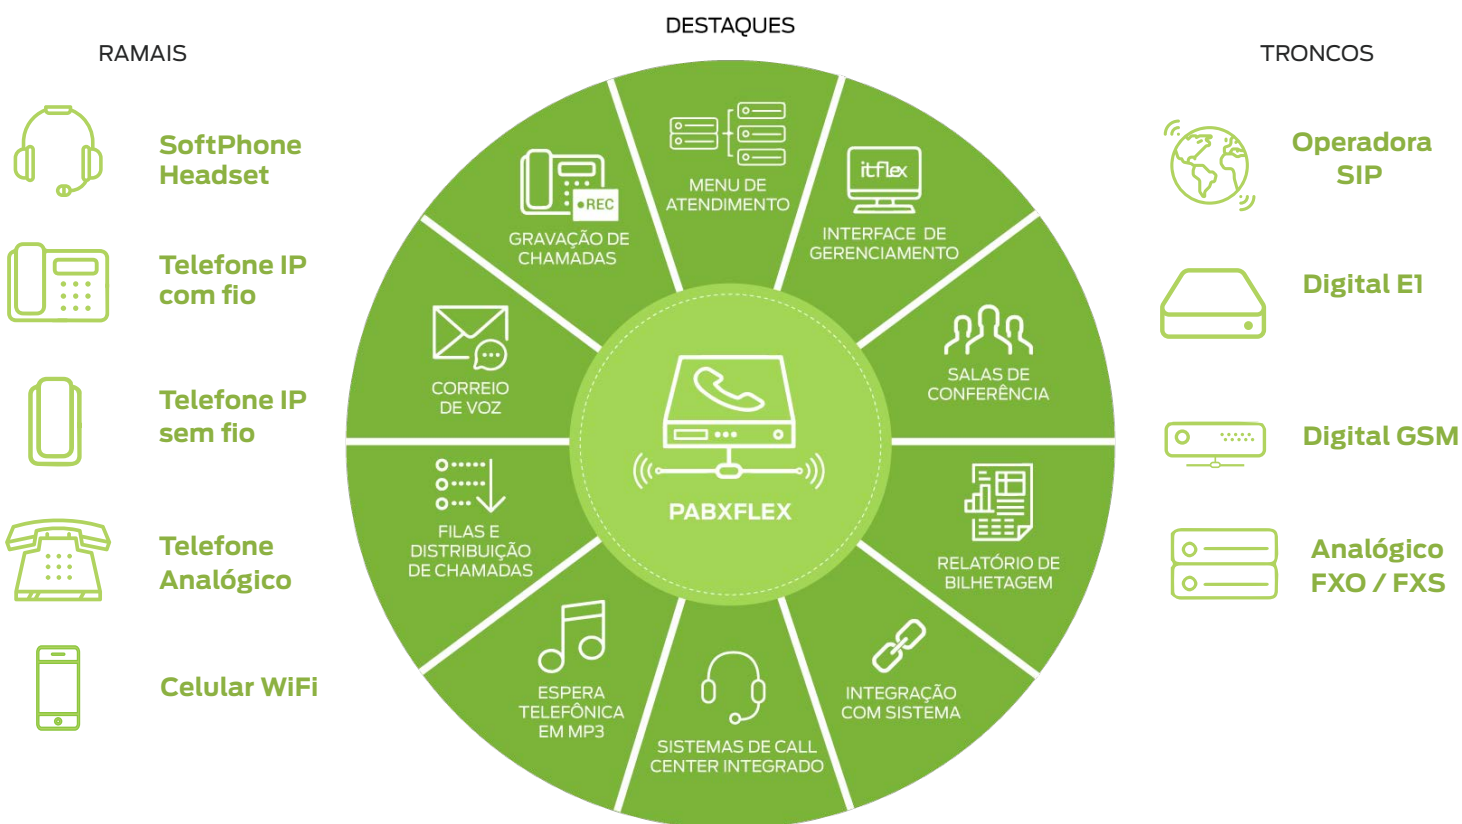 DESTAQUES
RAMAIS
SoftPhone
Headset
Telefone IP
com fio
Telefone IP
sem fio
Telefone
Analógico
Celular WiFi
MENU DE
ATENDIMENTO
itflex
INTERFACE DE
GERENCIAMENTO
SALAS DE
CONFERÊNCIA
RELATÓRIO DE
BILHETAGEM
INTEGRAÇÃO
COM SISTEMA
SISTEMAS DE CALL
CENTER INTEGRADO
ESPERA
TELEFÔNICA
EM MP3
FILAS E
DISTRIBUIÇÃO
DE CHAMADAS
CORREIO
DE VOZ
REC
GRAVAÇÃO DE
CHAMADAS
PABXFLEX
TRONCOS
Operadora
SIP
Digital E1
Digital GSM
Analógico
FXO / FXS